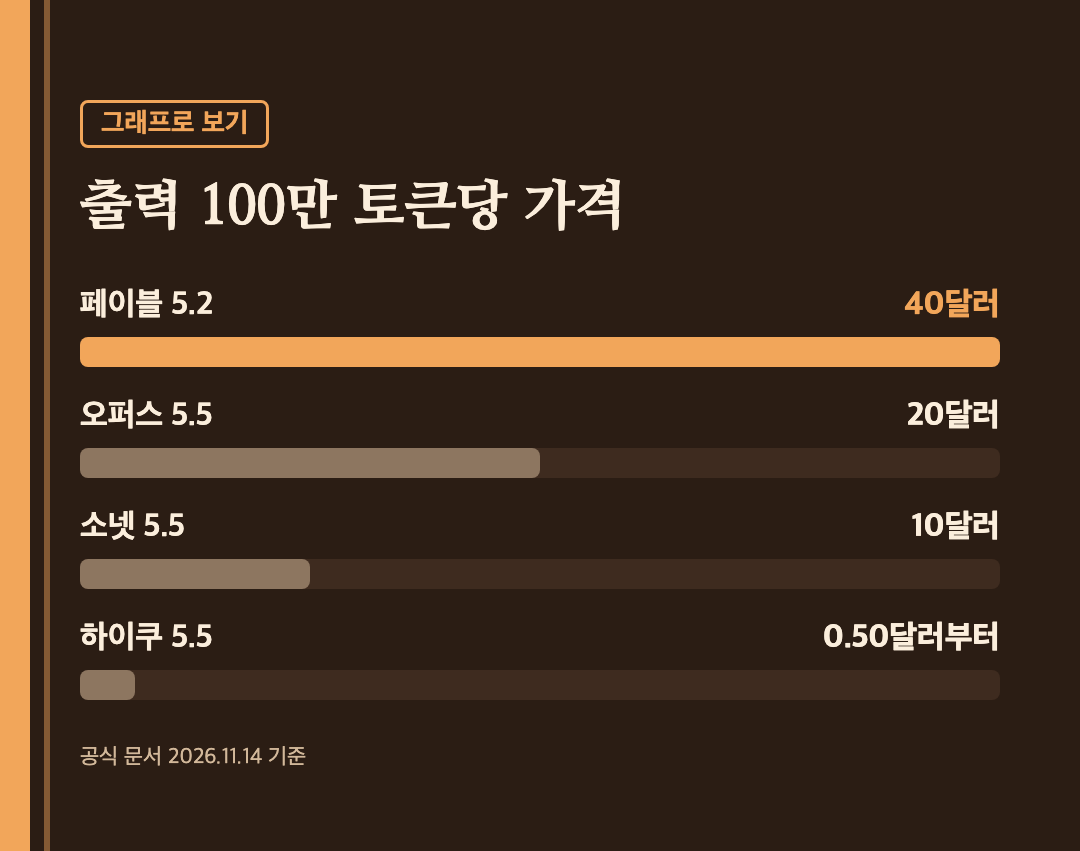 그래프로 보기
출력 100만 토큰당 가격
페이블 5.2 40달러
오퍼스 5.5 20달러
소넷 5.5 10달러
하이쿠 5.5 0.50달러부터
공식 문서 2026.11.14 기준